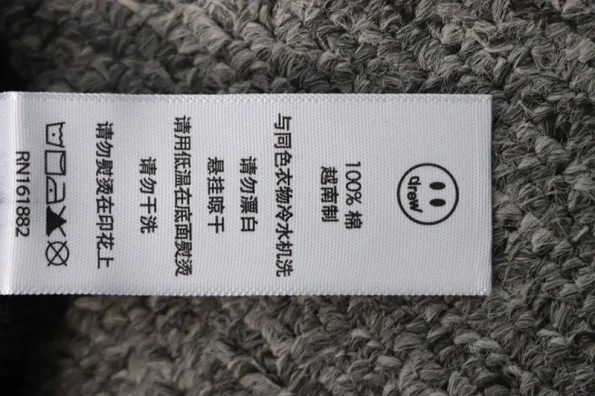 drew
100% 棉
越南制
与同色衣物冷水机洗
请勿漂白
悬挂晾干
请用低温在底面熨烫
请勿干洗
请勿熨烫在印花上
RN161882